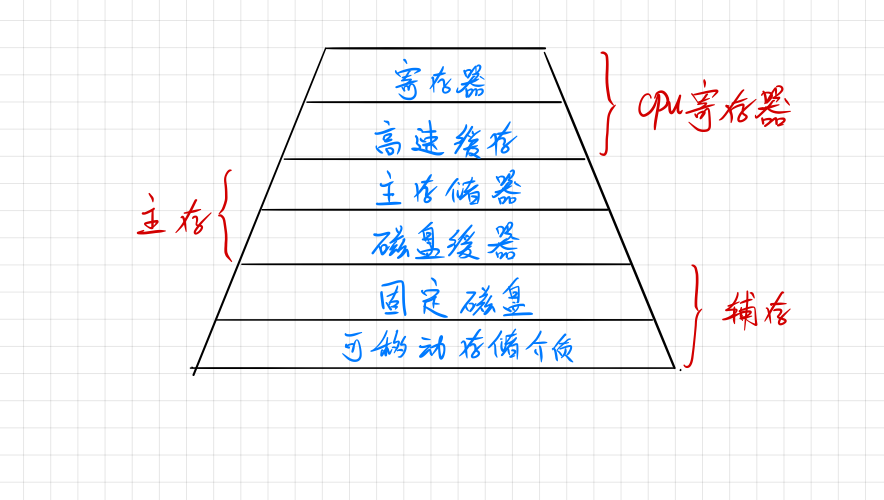 寄存器
CPU寄存器
高速缓存
主存储器
主存
磁盘缓器
固定磁盘
辅存
可移动存储介质